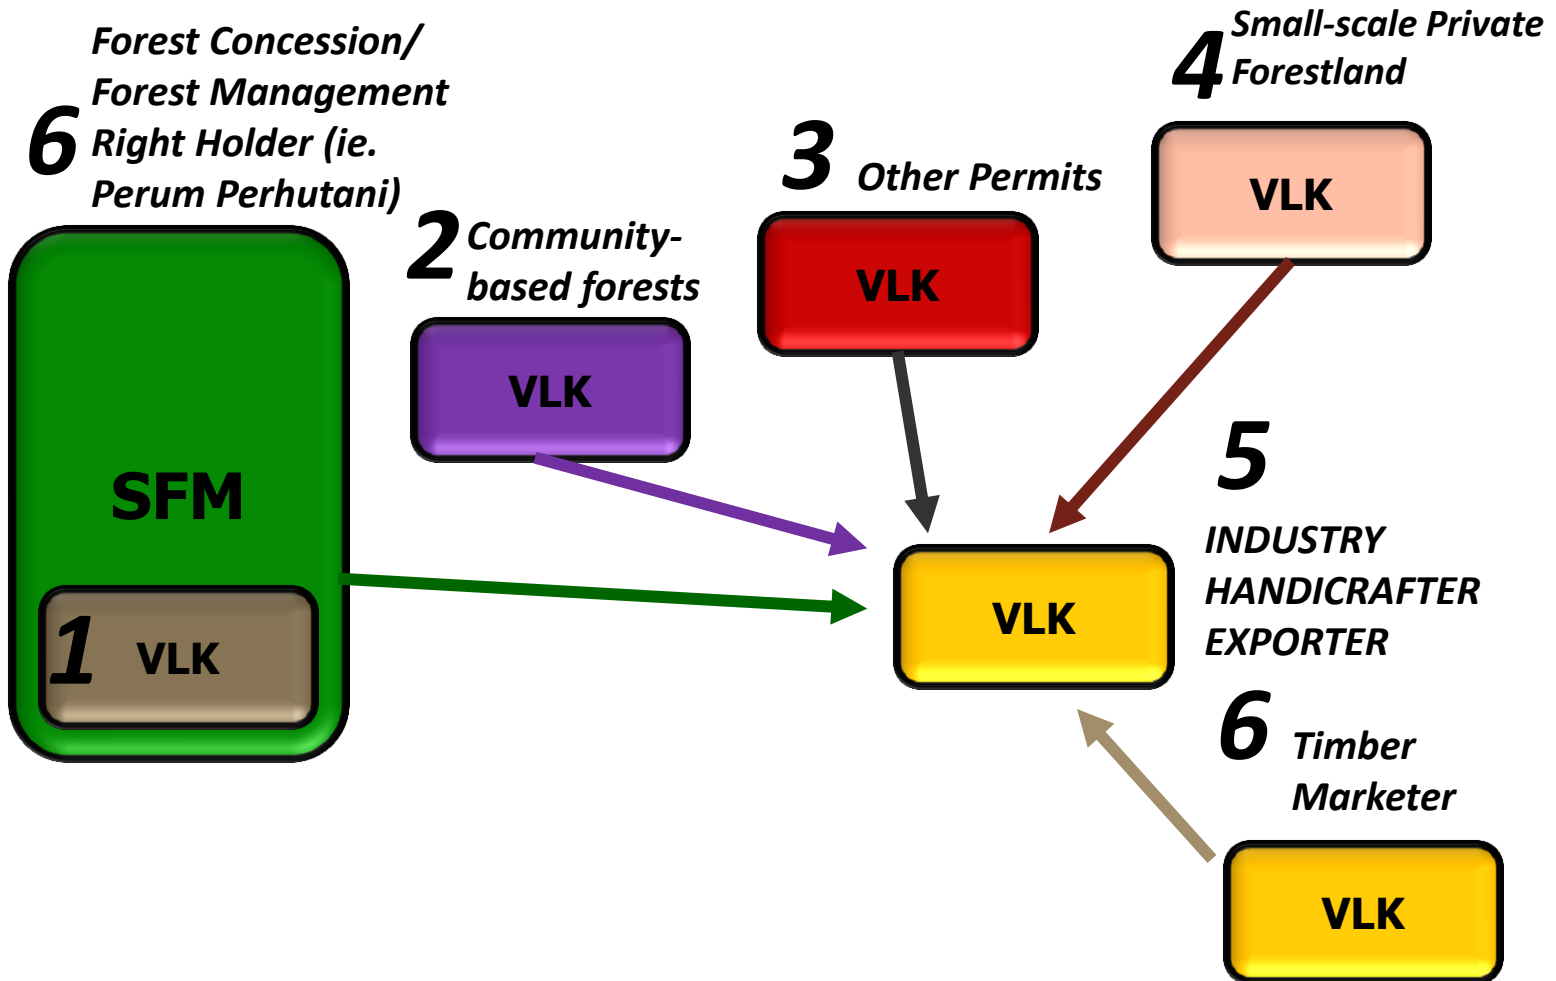 6
Forest Concession/
Forest Management
Right Holder (ie.
Perum Perhutani)
SFM
1
VLK
2
Community-
based forests
VLK
3
Other Permits
VLK
4
Small-scale Private
Forestland
VLK
5
INDUSTRY
HANDICRAFTER
EXPORTER
VLK
6
Timber
Marketer
VLK